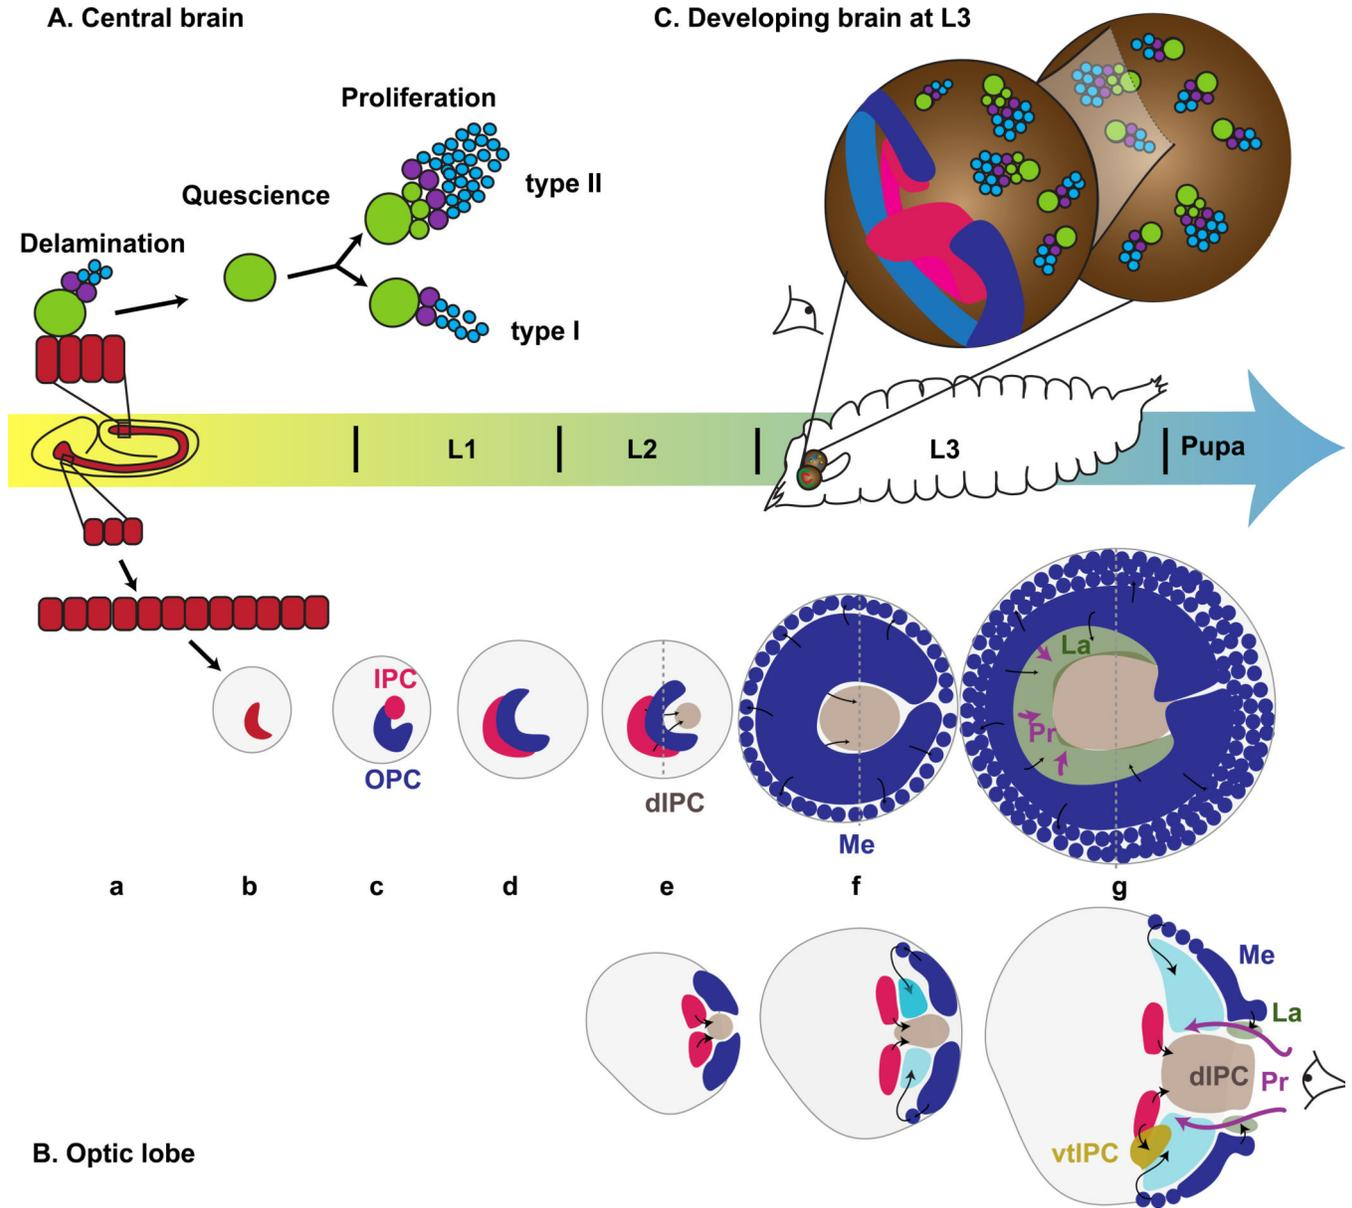 A. Central brain
C. Developing brain at L3
Proliferation
Quescience
type II
Delamination
type I
L1
L2
L3
Pupa
IPC
OPC
dIPC
Me
La
Pr
a
b
c
d
e
f
g
Me
La
dIPC
Pr
vtIPC
B. Optic lobe